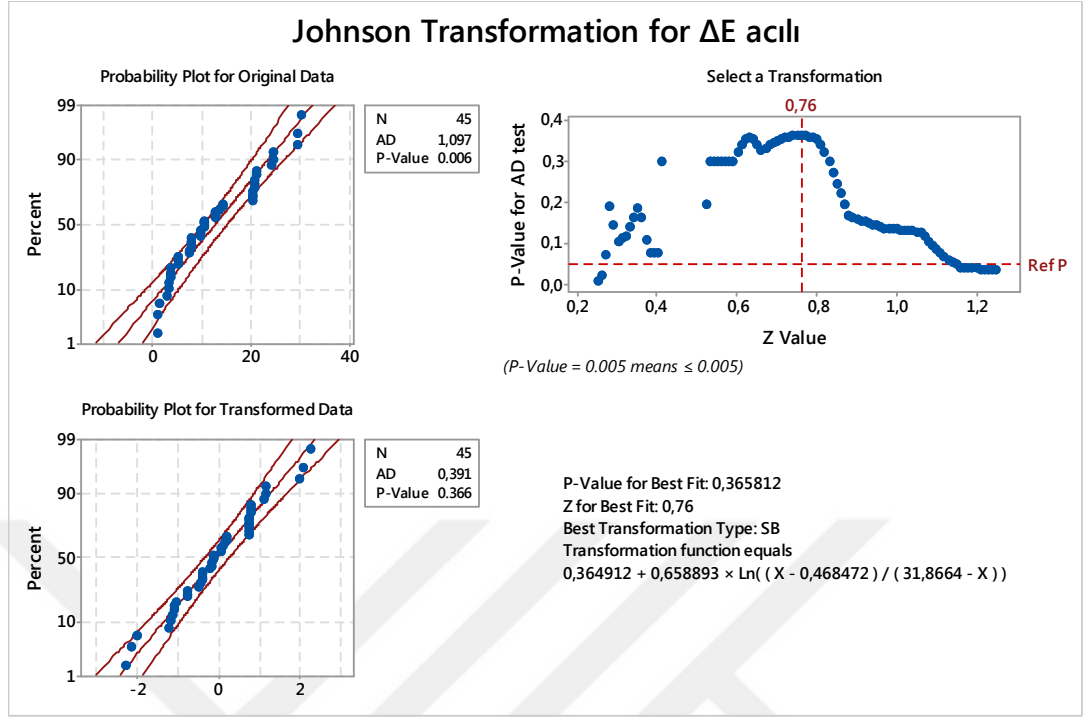 Johnson Transformation for ΔE acılı
Probability Plot for Original Data
99
90
50
10
1
Percent
0
20
40
N 45
AD 1,097
P-Value 0.006
Select a Transformation
0,76
0,4
0,3
0,2
0,1
0,0
P-Value for AD test
Ref P
0,2
0,4
0,6
0,8
1,0
1,2
Z Value
(P-Value = 0.005 means ≤ 0.005)
Probability Plot for Transformed Data
99
90
50
10
1
Percent
-2
0
2
N 45
AD 0,391
P-Value 0.366
P-Value for Best Fit: 0,365812
Z for Best Fit: 0,76
Best Transformation Type: SB
Transformation function equals
0,364912 + 0,658893 × Ln( ( X - 0,468472 ) / ( 31,8664 - X ) )